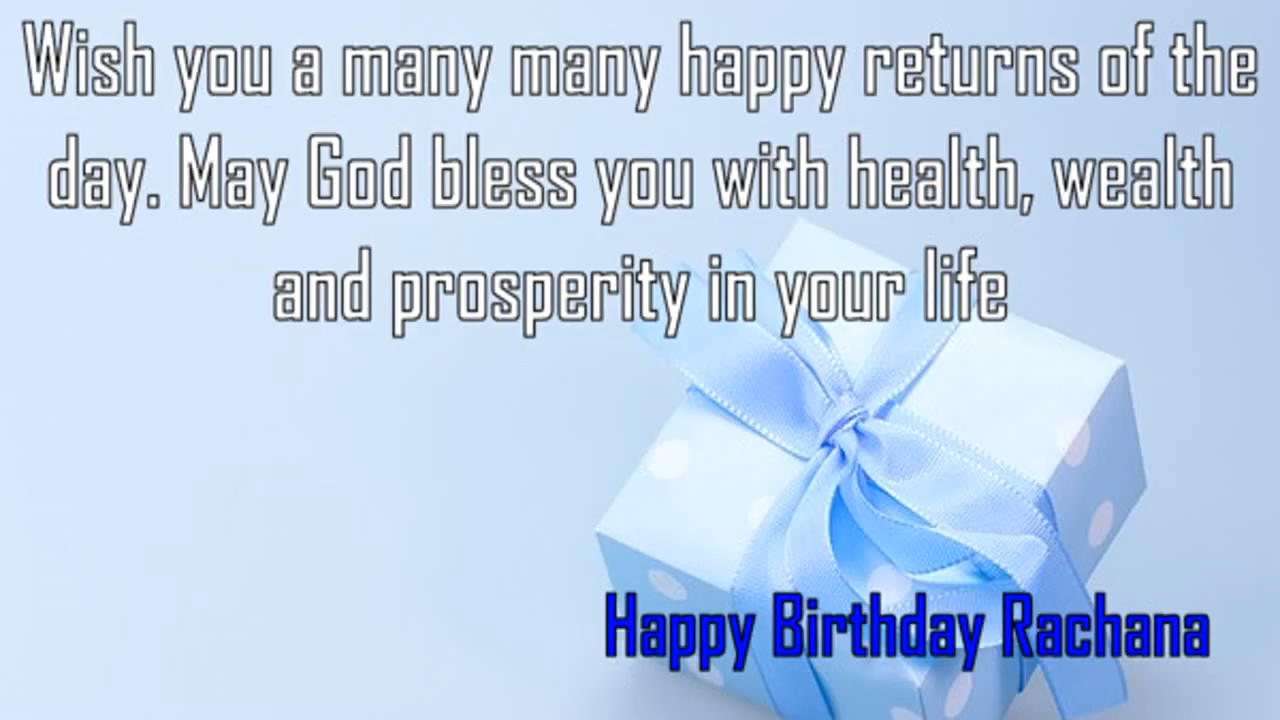 Wish you a many many happy returns of the
day. May God bless you with health, wealth
and prosperity in your life
Happy Birthday Rachana